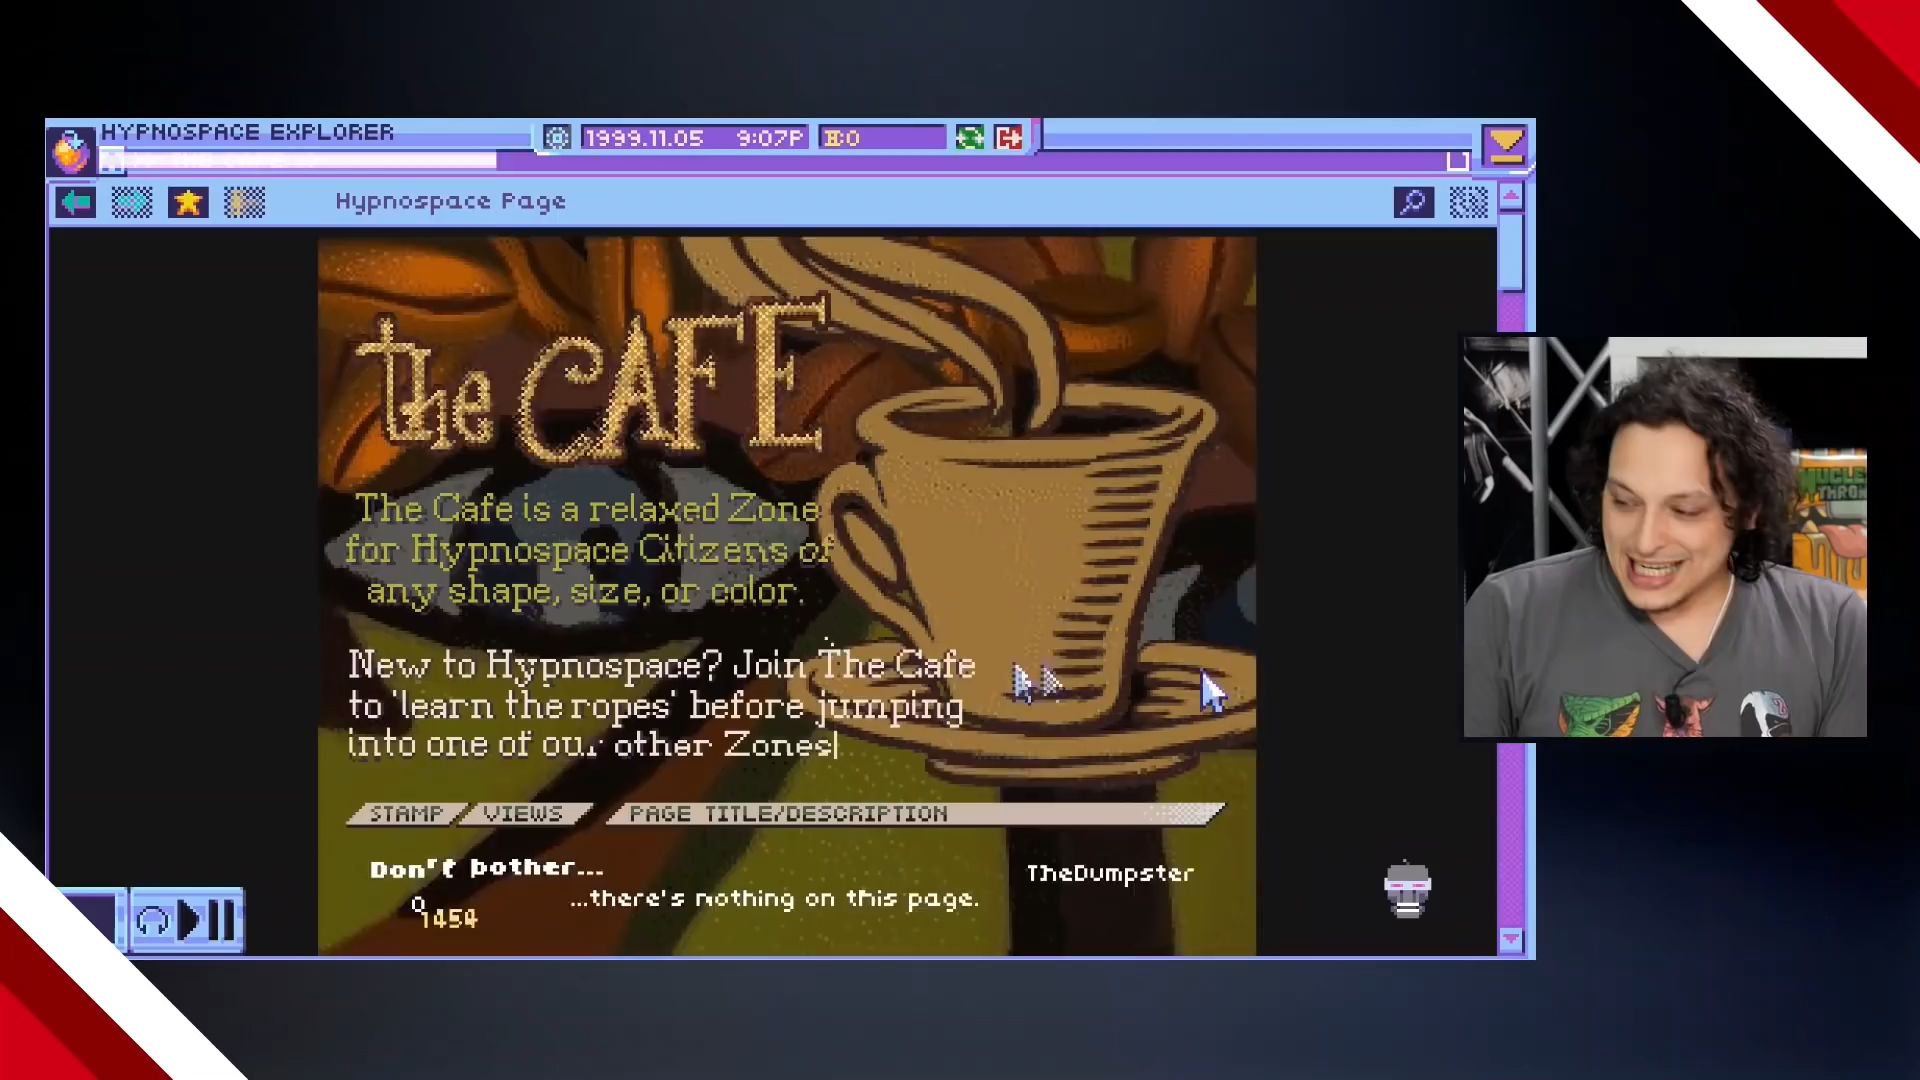 HYPNOSPACE EXPLORER
1999.11.05 9:07P
Hypnospace Page
the CAFE
The Cafe is a relaxed Zone
for Hypnospace Citizens of
any shape, size, or color.
New to Hypnospace? Join The Cafe
to 'learn the ropes' before jumping
into one of our other Zones
STAMP VIEWS PAGE TITLE/DESCRIPTION
Don't bother...
TheDumpster
...there's nothing on this page.
1454